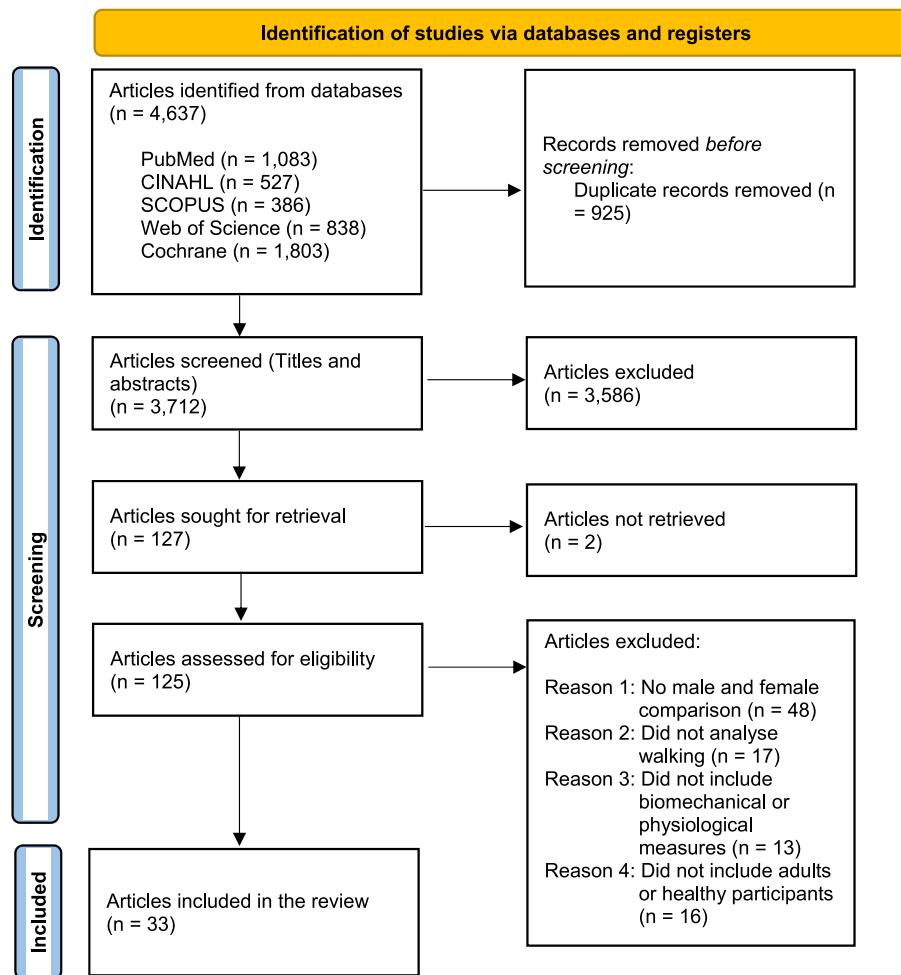 Identification of studies via databases and registers
Identification
Articles identified from databases
(n = 4,637)
PubMed (n = 1,083)
CINAHL (n = 527)
SCOPUS (n = 386)
Web of Science (n = 838)
Cochrane (n = 1,803)
Records removed before
screening:
Duplicate records removed (n
= 925)
Screening
Articles screened (Titles and
abstracts)
(n = 3,712)
Articles excluded
(n = 3,586)
Articles sought for retrieval
(n = 127)
Articles not retrieved
(n = 2)
Articles assessed for eligibility
(n = 125)
Articles excluded:
Reason 1: No male and female
comparison (n = 48)
Reason 2: Did not analyse
walking (n = 17)
Reason 3: Did not include
biomechanical or
physiological
measures (n = 13)
Reason 4: Did not include adults
or healthy participants
(n = 16)
Included
Articles included in the review
(n = 33)